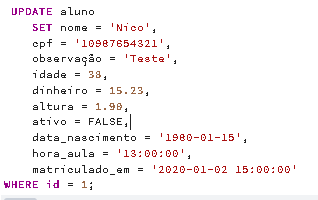 UPDATE aluno
SET nome = 'Nico',
cpf = '10987654321',
observação = 'Teste',
idade = 38,
dinheiro = 15.23,
altura = 1.90,
ativo = FALSE,
data_nascimento = '1980-01-15',
hora_aula = '13:00:00',
matriculado_em = '2020-01-02 15:00:00'
WHERE id = 1;